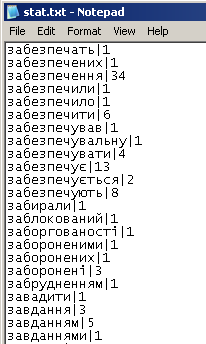 stat.txt - Notepad
File Edit Format View Help
забезпечать|1
забезпечених|1
забезпечення|34
забезпечили|1
забезпечило|1
забезпечити|6
забезпечував|1
забезпечувальну|1
забезпечувати|4
забезпечує|13
забезпечується|2
забезпечують|8
забирали|1
заблокований|1
заборгованості|1
забороненими|1
заборонених|1
заборонені|3
забрудненням|1
завадити|1
завдання|3
завданням|5
завданнями|1